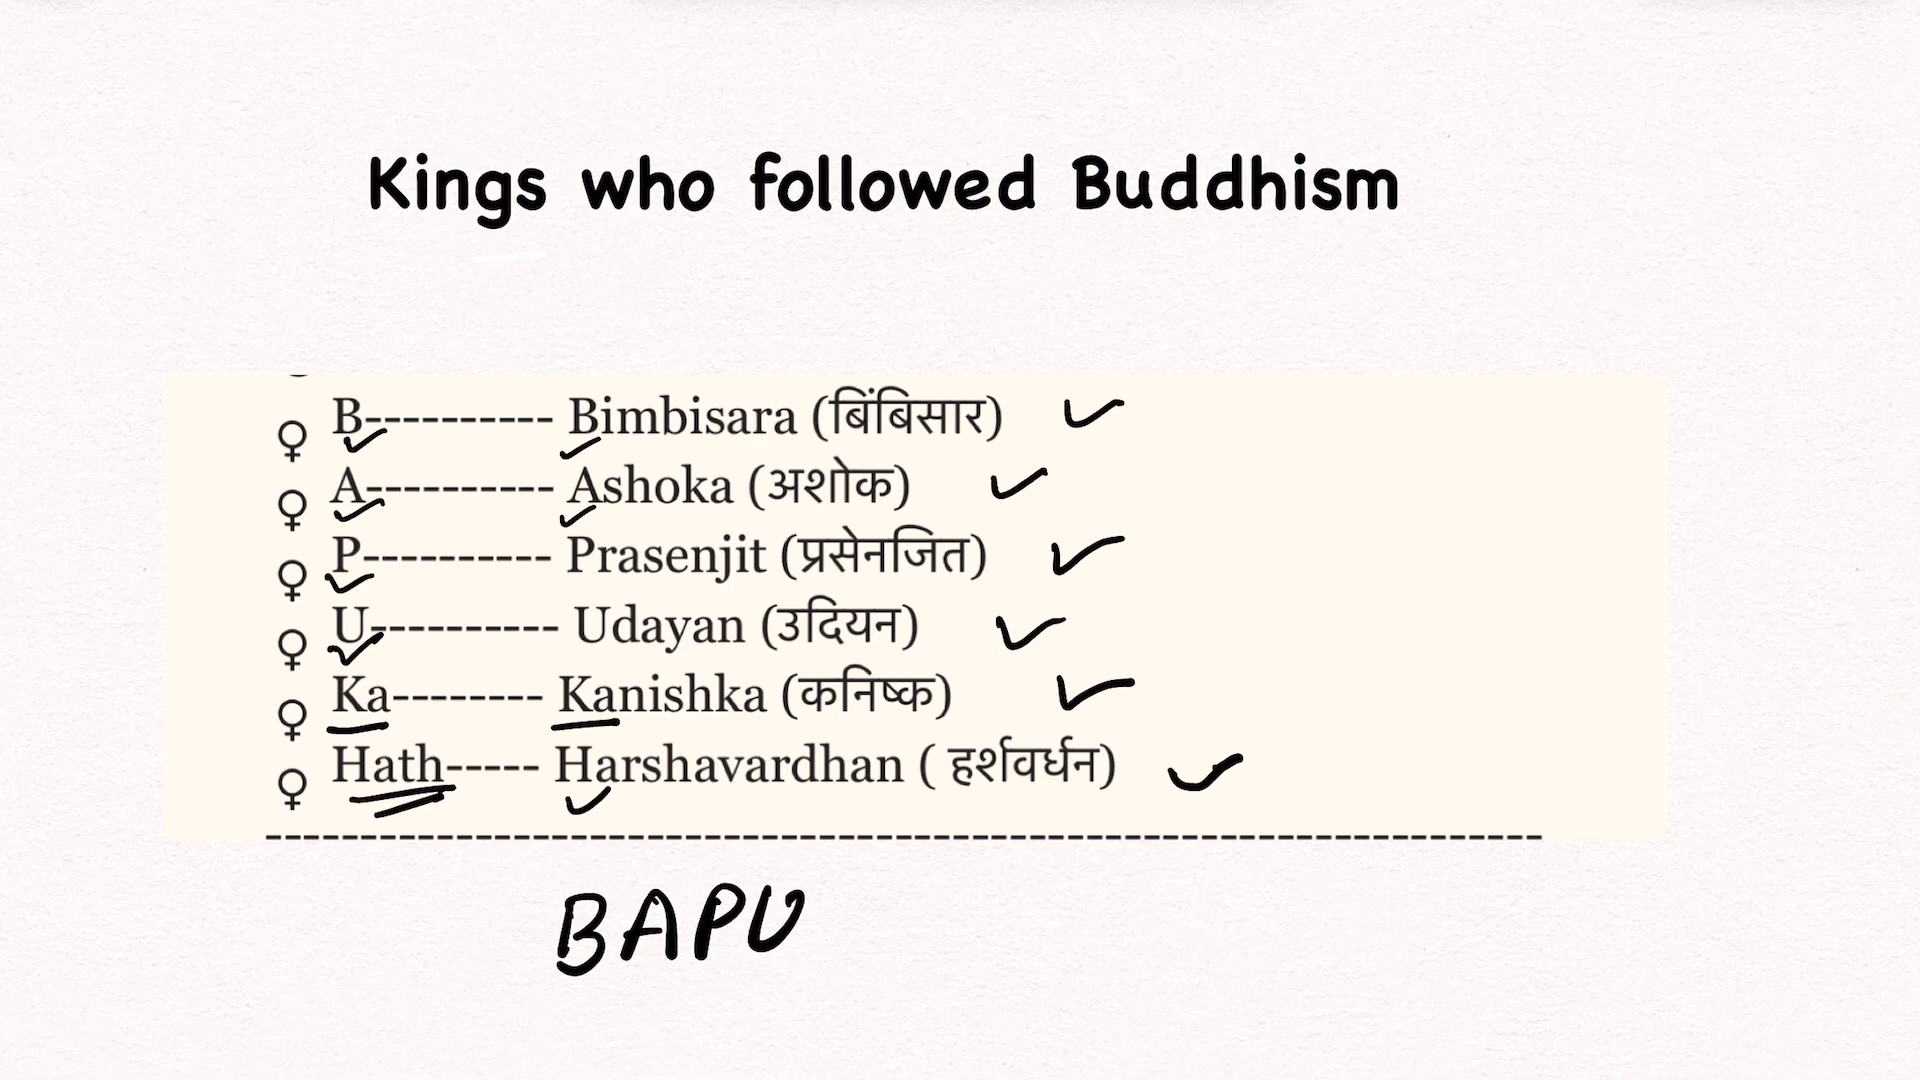 Kings who followed Buddhism
B---------- Bimbisara (बिंबिसार)
A---------- Ashoka (अशोक)
P---------- Prasenjit (प्रसेनजित)
U---------- Udayan (उदियन)
Ka-------- Kanishka (कनिष्क)
Hath----- Harshavardhan ( हर्शवर्धन)
BAPU